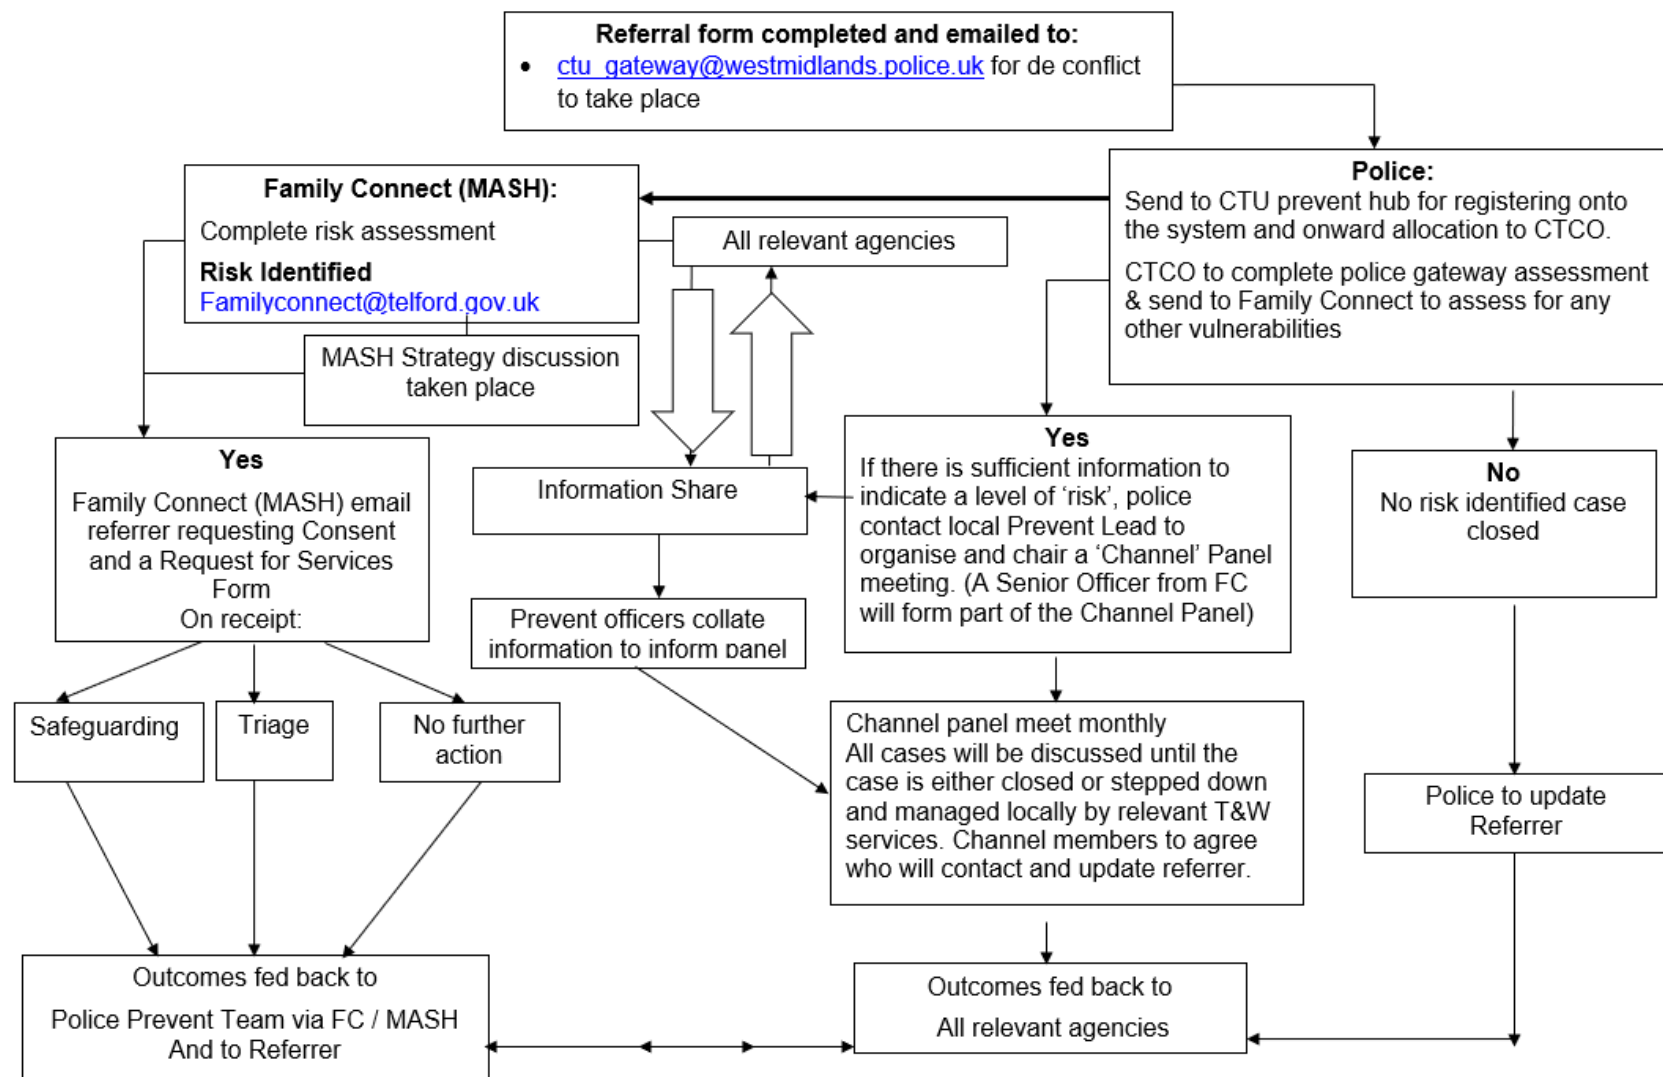 Referral form completed and emailed to:
• ctu_gateway@westmidlands.police.uk for de conflict
to take place
Police:
Send to CTU prevent hub for registering onto
the system and onward allocation to CTCO.
CTCO to complete police gateway assessment
& send to Family Connect to assess for any
other vulnerabilities
Family Connect (MASH):
Complete risk assessment
Risk Identified
Familyconnect@telford.gov.uk
All relevant agencies
MASH Strategy discussion
taken place
Yes
Family Connect (MASH) email
referrer requesting Consent
and a Request for Services
Form
On receipt:
Information Share
Prevent officers collate
information to inform panel
Yes
If there is sufficient information to
indicate a level of ‘risk’, police
contact local Prevent Lead to
organise and chair a ‘Channel’ Panel
meeting. (A Senior Officer from FC
will form part of the Channel Panel)
No
No risk identified case
closed
Safeguarding
Triage
No further
action
Channel panel meet monthly
All cases will be discussed until the
case is either closed or stepped down
and managed locally by relevant T&W
services. Channel members to agree
who will contact and update referrer.
Police to update
Referrer
Outcomes fed back to
Police Prevent Team via FC / MASH
And to Referrer
Outcomes fed back to
All relevant agencies